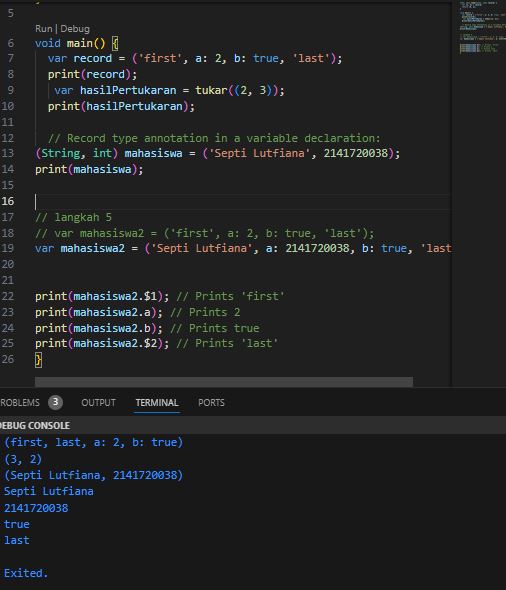 5
Run | Debug
6 void main() {
7 var record = ('first', a: 2, b: true, 'last');
8 print(record);
9 var hasilPertukaran = tukar((2, 3));
10 print(hasilPertukaran);
11
12 // Record type annotation in a variable declaration:
13 (String, int) mahasiswa = ('Septi Lutfiana', 2141720038);
14 print(mahasiswa);
15
16
17 // langkah 5
18 // var mahasiswa2 = ('first', a: 2, b: true, 'last');
19 var mahasiswa2 = ('Septi Lutfiana', a: 2141720038, b: true, 'last
20
21
22 print(mahasiswa2.$1); // Prints 'first'
23 print(mahasiswa2.a); // Prints 2
24 print(mahasiswa2.b); // Prints true
25 print(mahasiswa2.$2); // Prints 'last'
26 }
ROBLEMS 3 OUTPUT TERMINAL PORTS
DEBUG CONSOLE
(first, last, a: 2, b: true)
(3, 2)
(Septi Lutfiana, 2141720038)
Septi Lutfiana
2141720038
true
last
Exited.